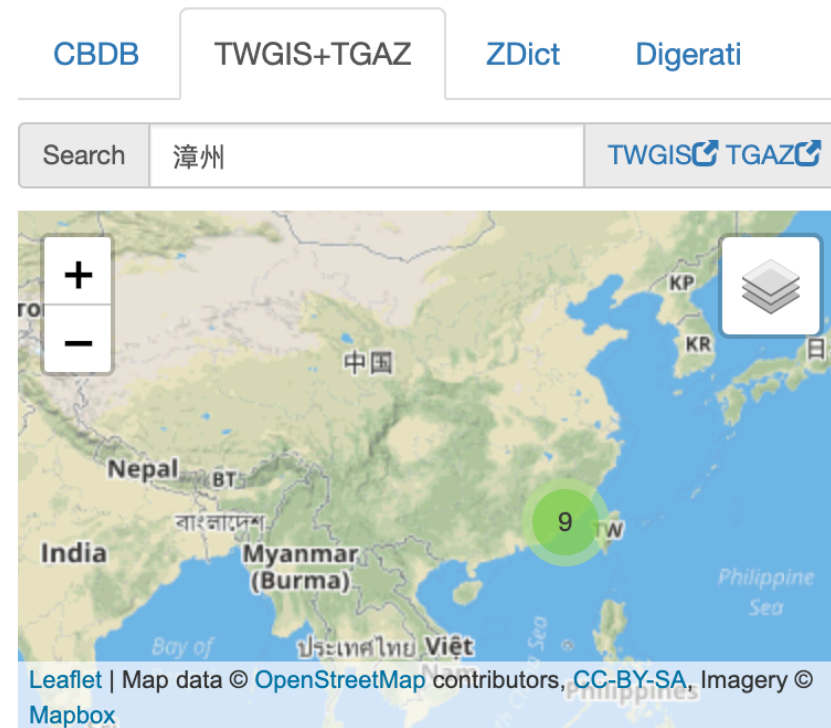 CBDB TWGIS+TGAZ ZDict Digerati
Search 漳州 TWGIS TGAZ
+
−
KP
KR
日
中国
Nepal
BT
বাংলাদেশ
9
TW
India
Myanmar
(Burma)
Philippine
Sea
Bay of
ประเทศไทย Việt
Nam
Philippines
Leaflet | Map data © OpenStreetMap contributors, CC-BY-SA, Imagery ©
Mapbox